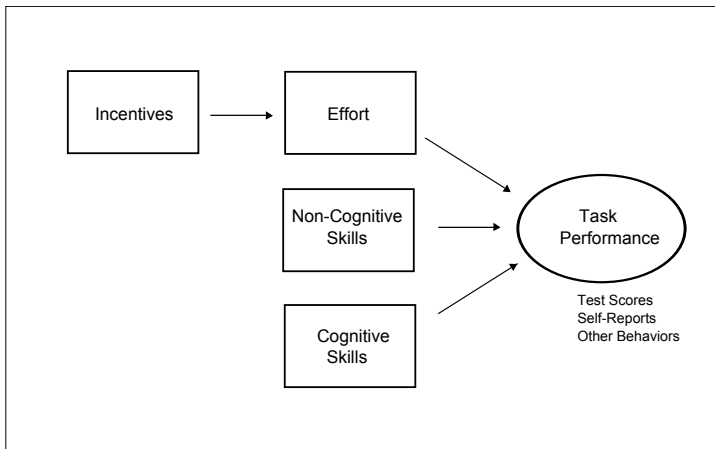 Incentives
Effort
Non-Cognitive
Skills
Cognitive
Skills
Task
Performance
Test Scores
Self-Reports
Other Behaviors